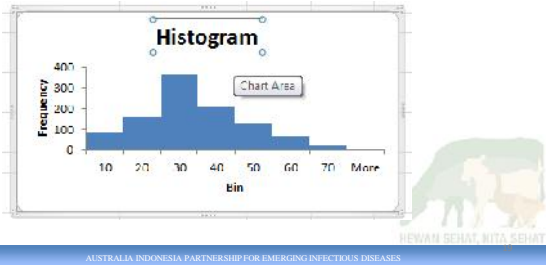 Histogram
400
300
200
100
0
Frequency
Chart Area
10 20 30 40 50 60 70 More
Bin
HEWAN SEHAT, KITA SEHAT
AUSTRALIA INDONESIA PARTNERSHIP FOR EMERGING INFECTIOUS DISEASES